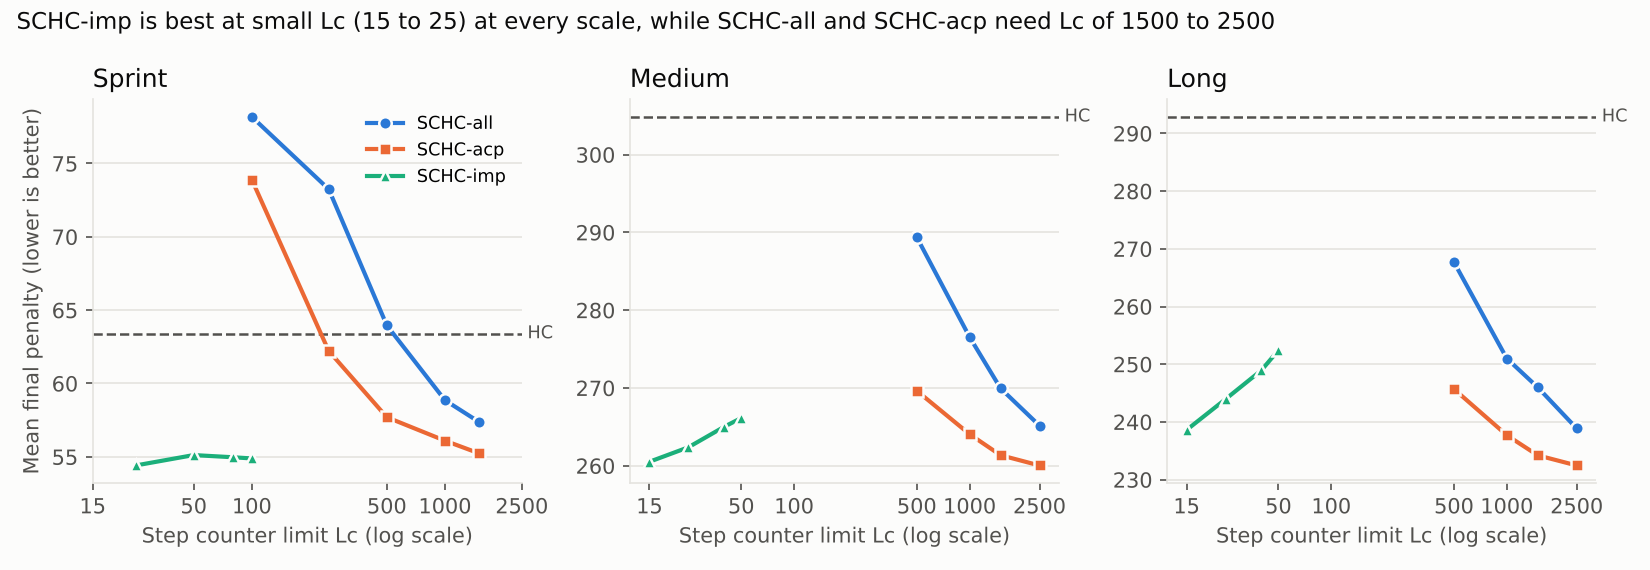 SCHC-imp is best at small Lc (15 to 25) at every scale, while SCHC-all and SCHC-acp need Lc of 1500 to 2500
Sprint
Mean final penalty (lower is better)
75
70
65
60
55
HC
SCHC-all
SCHC-acp
SCHC-imp
15 50 100 500 1000 2500
Step counter limit Lc (log scale)
Medium
300
290
280
270
260
HC
15 50 100 500 1000 2500
Step counter limit Lc (log scale)
Long
290
280
270
260
250
240
230
HC
15 50 100 500 1000 2500
Step counter limit Lc (log scale)